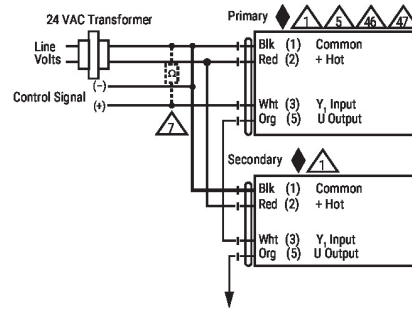 24 VAC Transformer
Primary 1 5 46 47
Line
Volts
Blk (1) Common
Red (2) + Hot
Ω
(–)
Control Signal
(+)
Wht (3) Y, Input
Org (5) U Output
7
Secondary 1
Blk (1) Common
Red (2) + Hot
Wht (3) Y, Input
Org (5) U Output